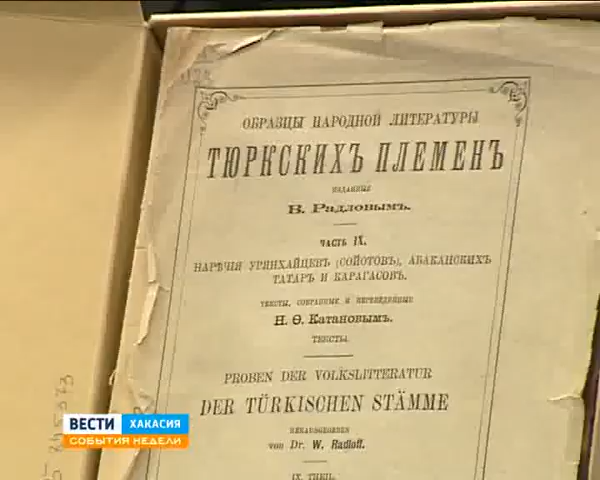 ОБРАЗЦЫ НАРОДНОЙ ЛИТЕРАТУРЫ
ТЮРКСКИХЪ ПЛЕМЕНЪ
ИЗДАННЫЕ
В. Радловымъ.
ЧАСТЬ IX.
НАРѢЧІЯ УРЯНХАЙЦЕВЪ (СОЙОТОВЪ), АБАКАНСКИХЪ
ТАТАРЪ И КАРАГАСОВЪ.
ТЕКСТЫ, СОБРАННЫЕ И ПЕРЕВЕДЕННЫЕ
Н. Ѳ. Катановымъ.
ТЕКСТЫ.
PROBEN DER VOLKSLITTERATUR
DER TÜRKISCHEN STÄMME
HERAUSGEGEBEN
von Dr. W. Radloff.
IX. THEIL.
ВЕСТИ ХАКАСИЯ
СОБЫТИЯ НЕДЕЛИ